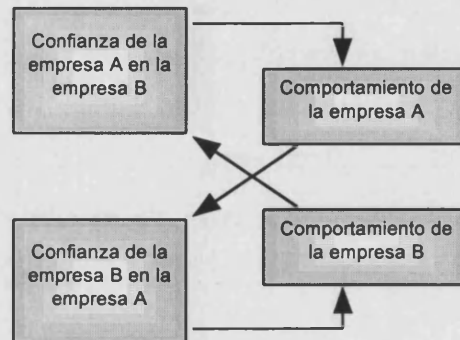 Confianza de la
empresa A en la
empresa B
Comportamiento de
la empresa A
Confianza de la
empresa B en la
empresa A
Comportamiento de
la empresa B